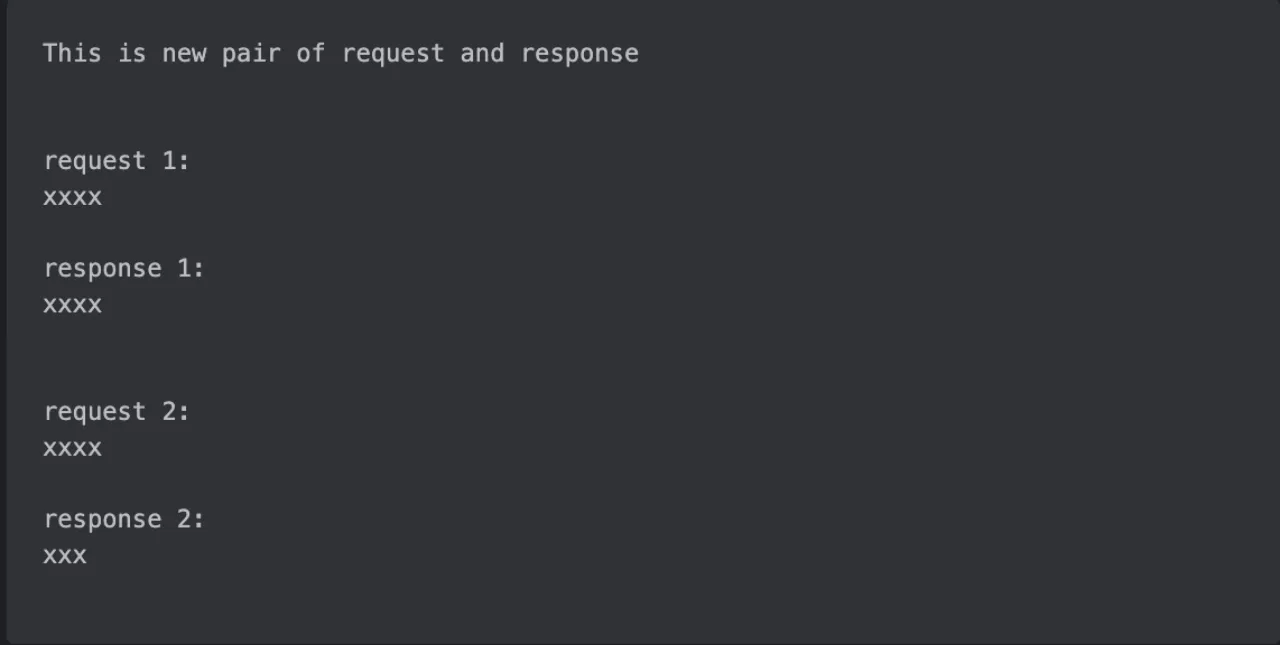 This is new pair of request and response
request 1:
xxxx
response 1:
xxxx
request 2:
xxxx
response 2:
xxx